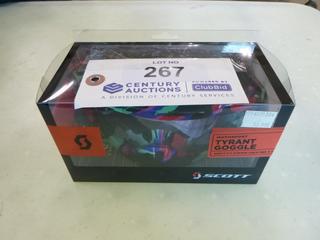 LOT NO
267
CENTURY
AUCTIONS
POWERED BY
ClubBid
A DIVISION OF CENTURY SERVICES
TYRANT
GOGGLE
SCOTT